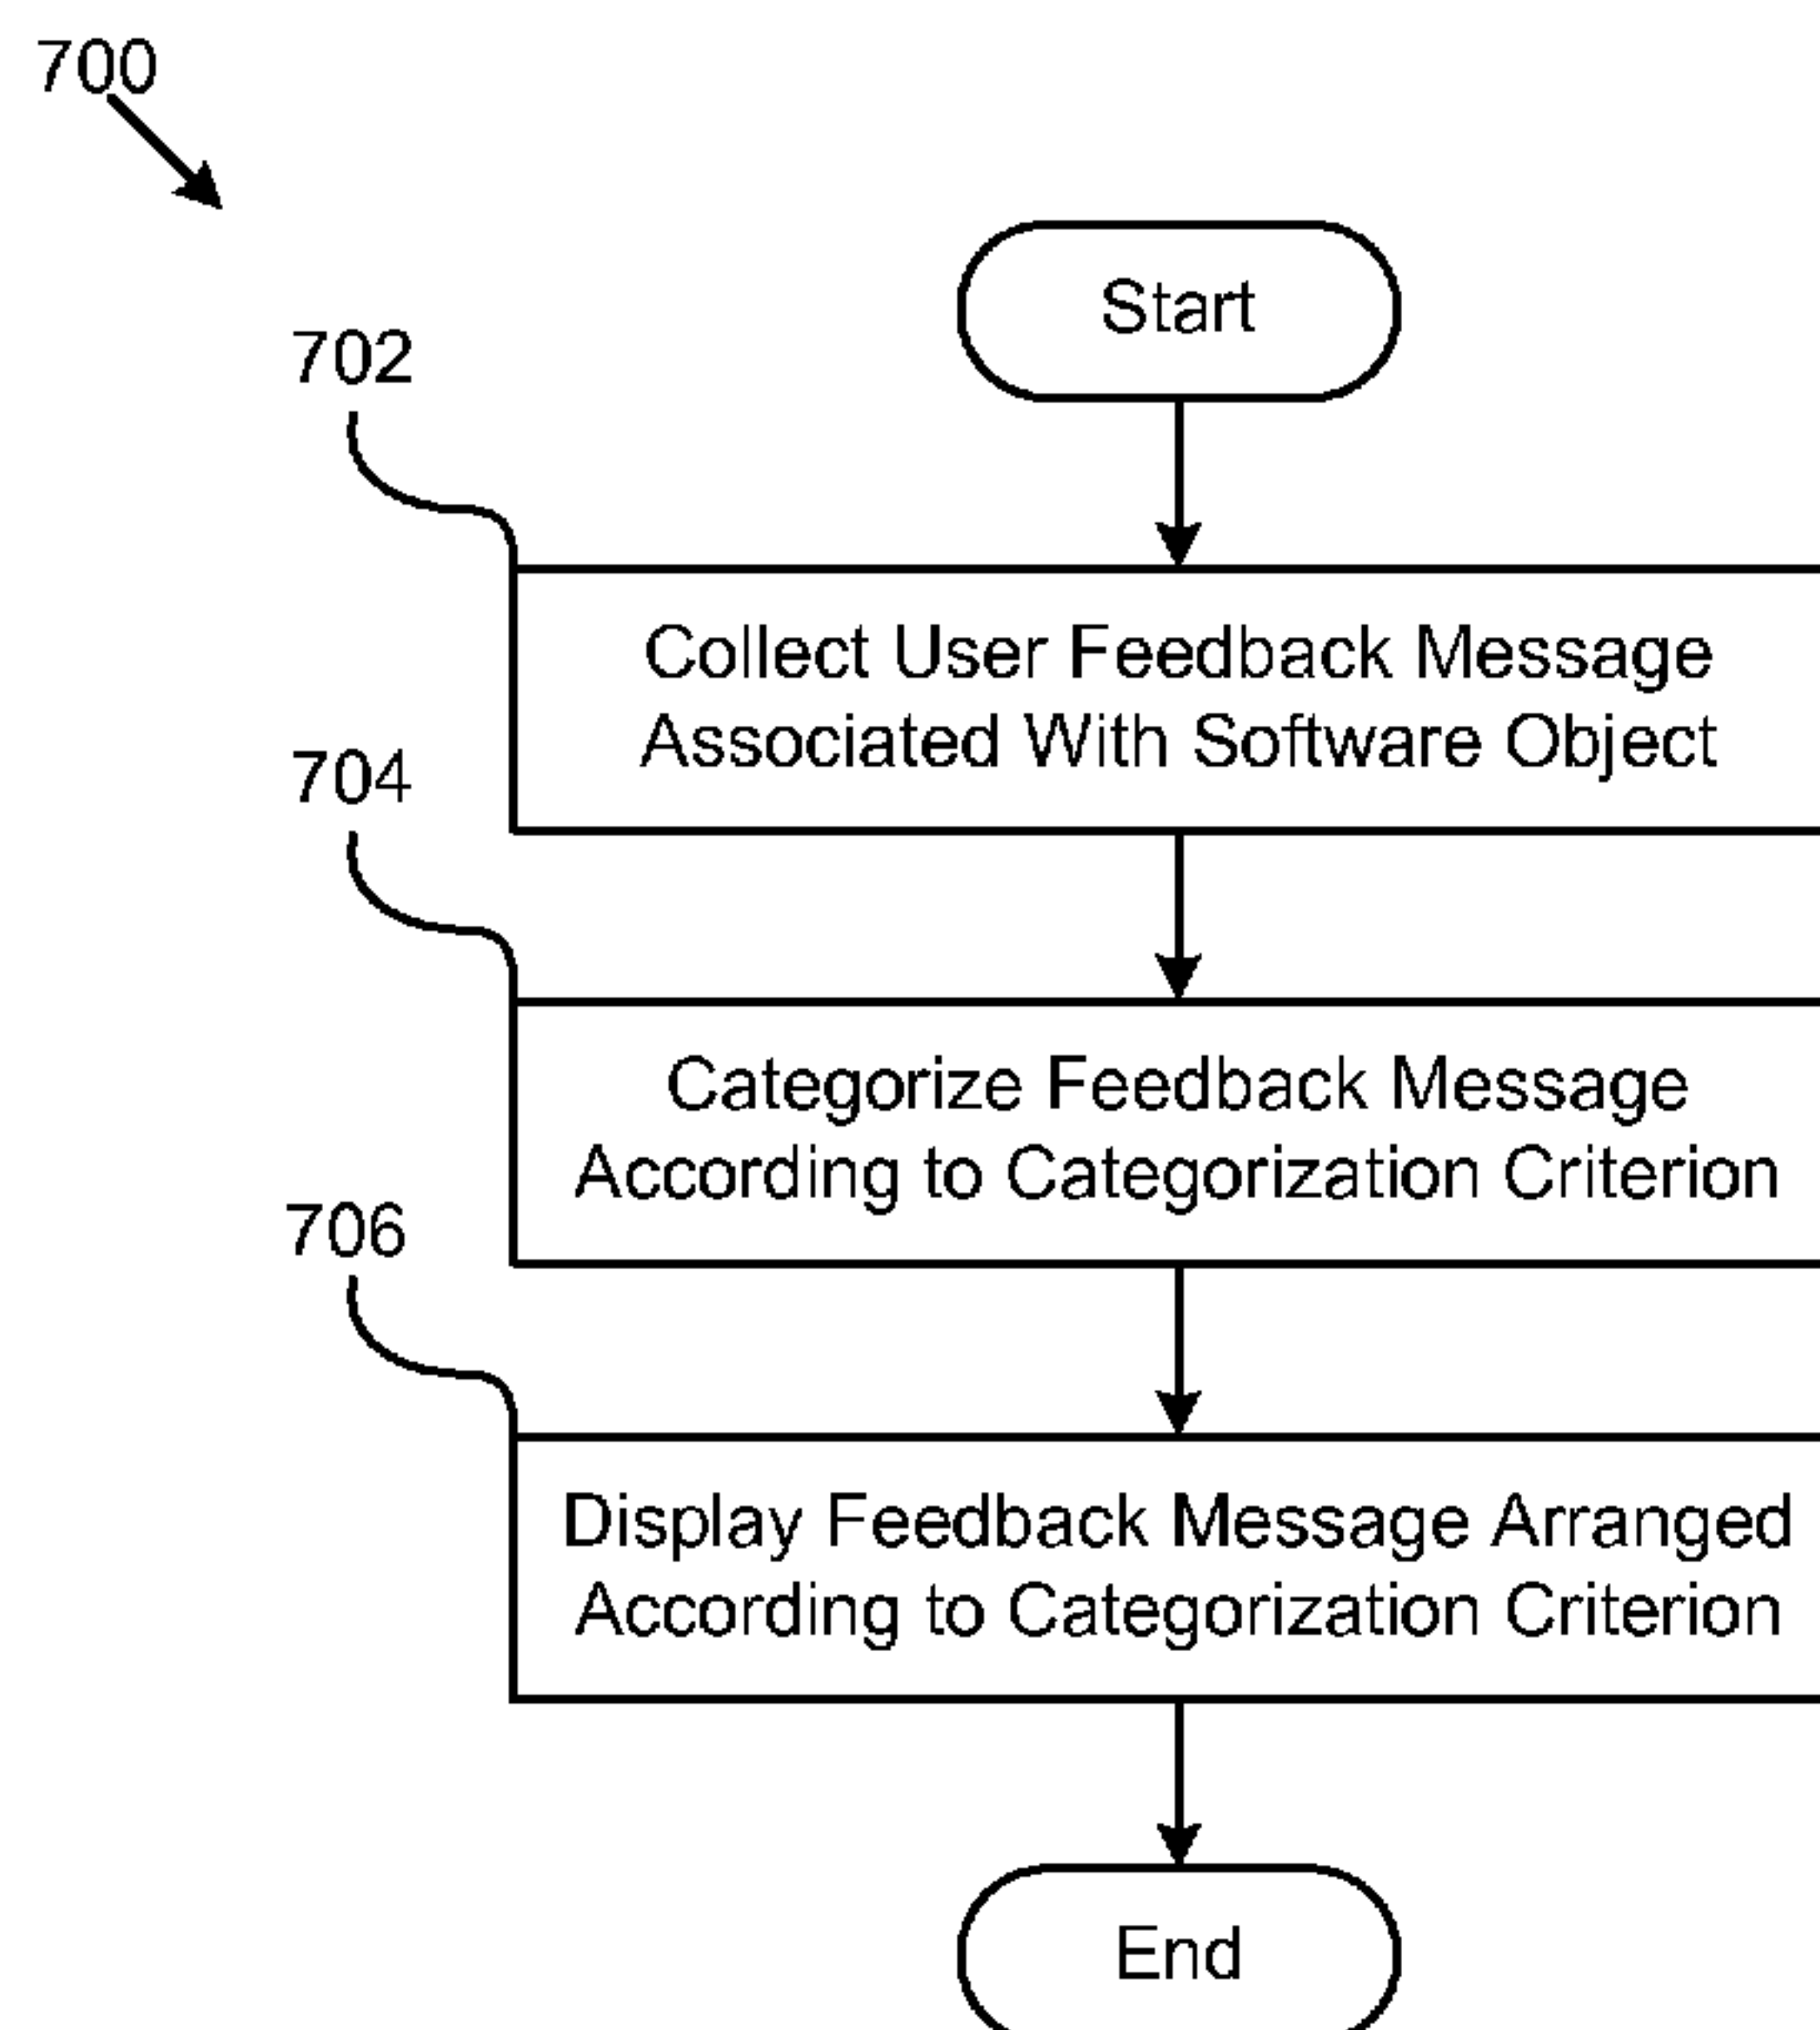 700
Start
702
Collect User Feedback Message
Associated With Software Object
704
Categorize Feedback Message
According to Categorization Criterion
706
Display Feedback Message Arranged
According to Categorization Criterion
End